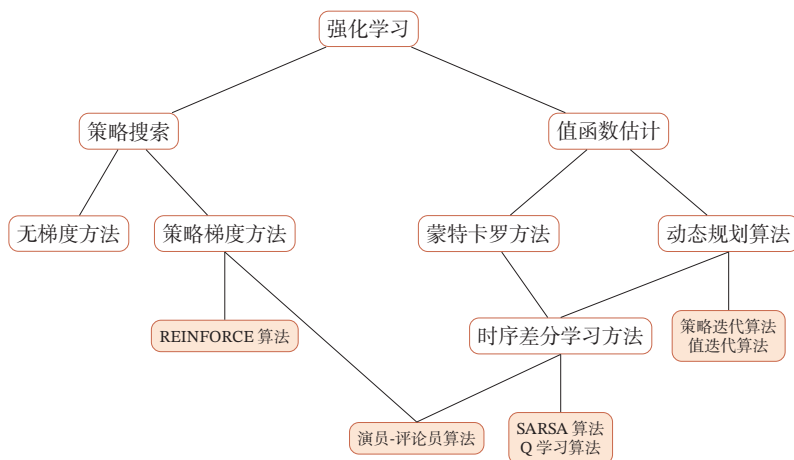 强化学习
策略搜索
值函数估计
无梯度方法
策略梯度方法
蒙特卡罗方法
动态规划算法
REINFORCE 算法
时序差分学习方法
策略迭代算法
值迭代算法
演员-评论员算法
SARSA 算法
Q 学习算法